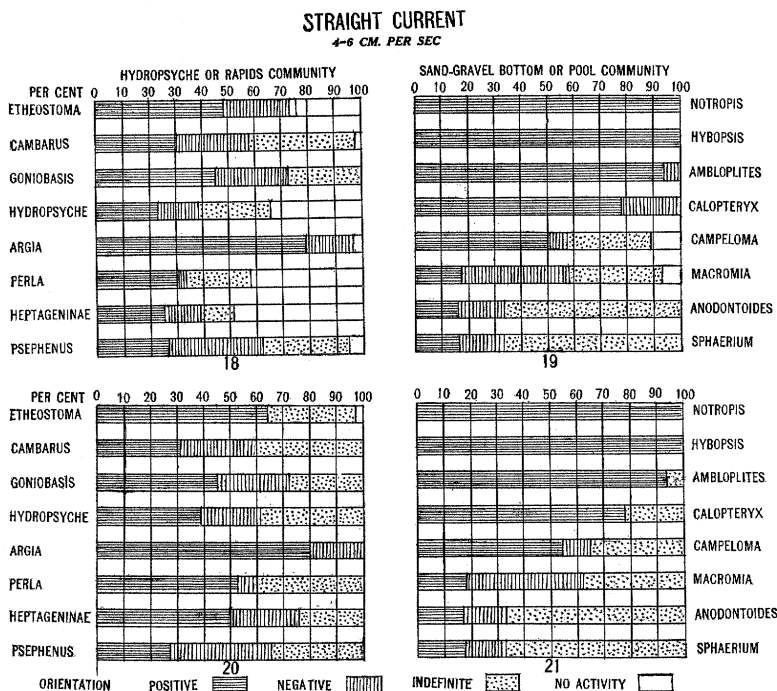 STRAIGHT CURRENT
4-6 CM. PER SEC
HYDROPSYCHE OR RAPIDS COMMUNITY
PER CENT 0 10 20 30 40 50 60 70 80 90 100
ETHEOSTOMA
CAMBARUS
GONIOBASIS
HYDROPSYCHE
ARGIA
PERLA
HEPTAGENINAE
PSEPHENUS
18
SAND-GRAVEL BOTTOM OR POOL COMMUNITY
0 10 20 30 40 50 60 70 80 90 100
NOTROPIS
HYBOPSIS
AMBLOPLITES
CALOPTERYX
CAMPELOMA
MACROMIA
ANODONTOIDES
SPHAERIUM
19
PER CENT 0 10 20 30 40 50 60 70 80 90 100
ETHEOSTOMA
CAMBARUS
GONIOBASIS
HYDROPSYCHE
ARGIA
PERLA
HEPTAGENINAE
PSEPHENUS
20
0 10 20 30 40 50 60 70 80 90 100
NOTROPIS
HYBOPSIS
AMBLOPLITES
CALOPTERYX
CAMPELOMA
MACROMIA
ANODONTOIDES
SPHAERIUM
21
ORIENTATION POSITIVE NEGATIVE INDEFINITE NO ACTIVITY